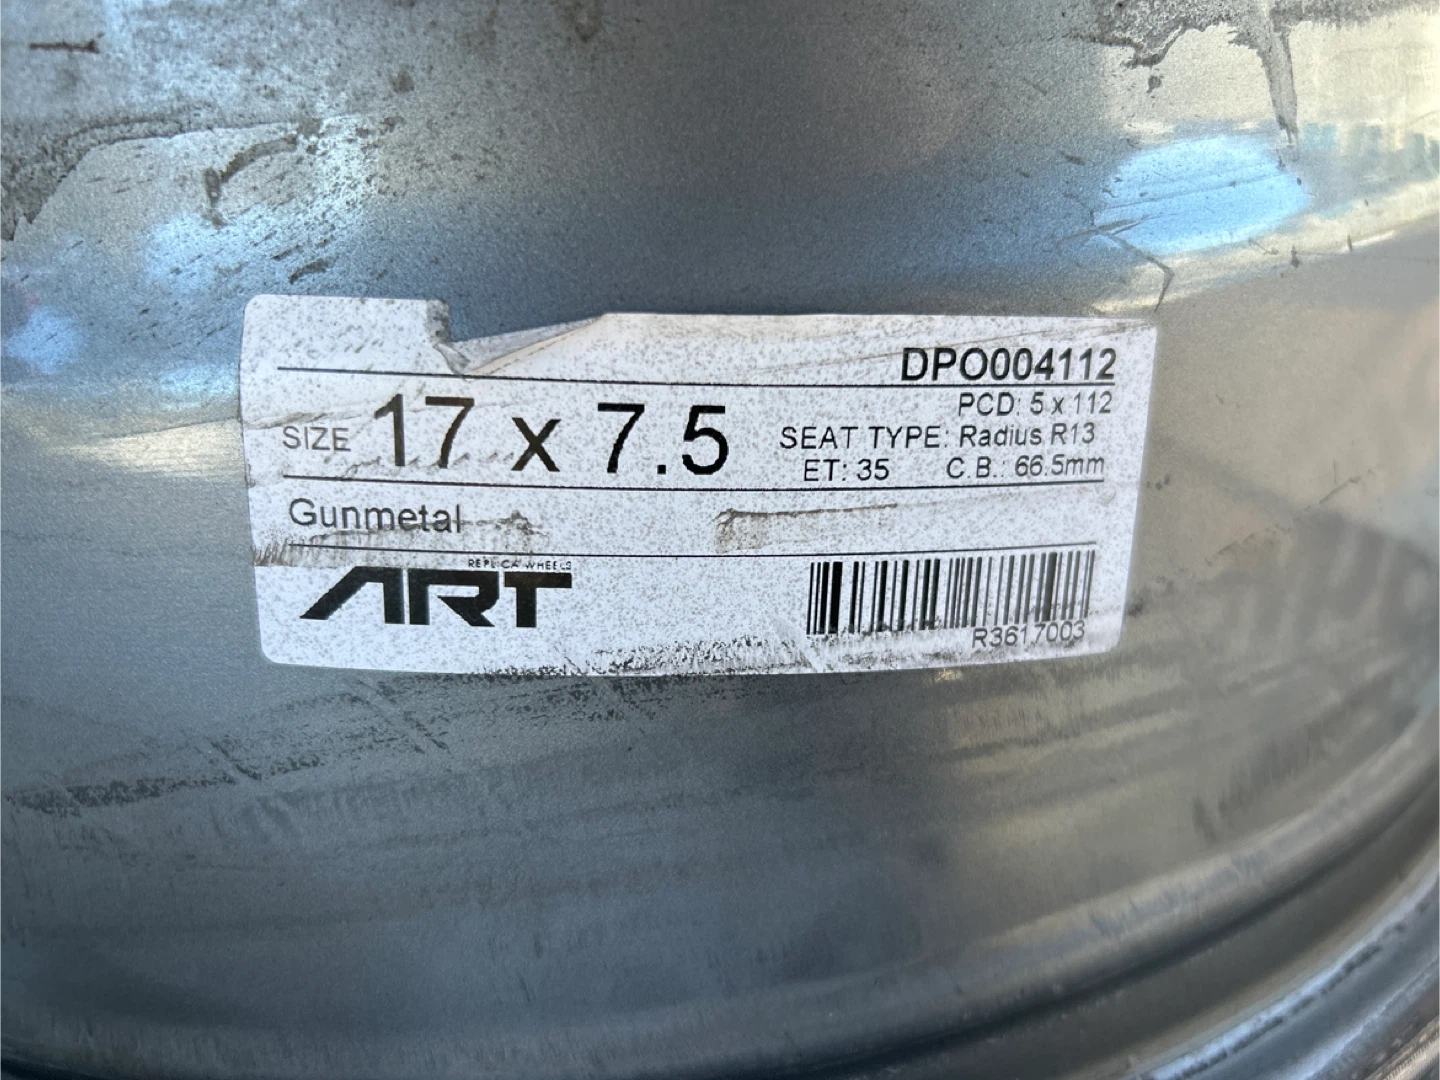 DPO004112
SIZE 17 x 7.5
PCD: 5 x 112
SEAT TYPE: Radius R13
ET: 35 C.B.: 66.5mm
Gunmetal
REPLICA WHEELS
ART
R3617003